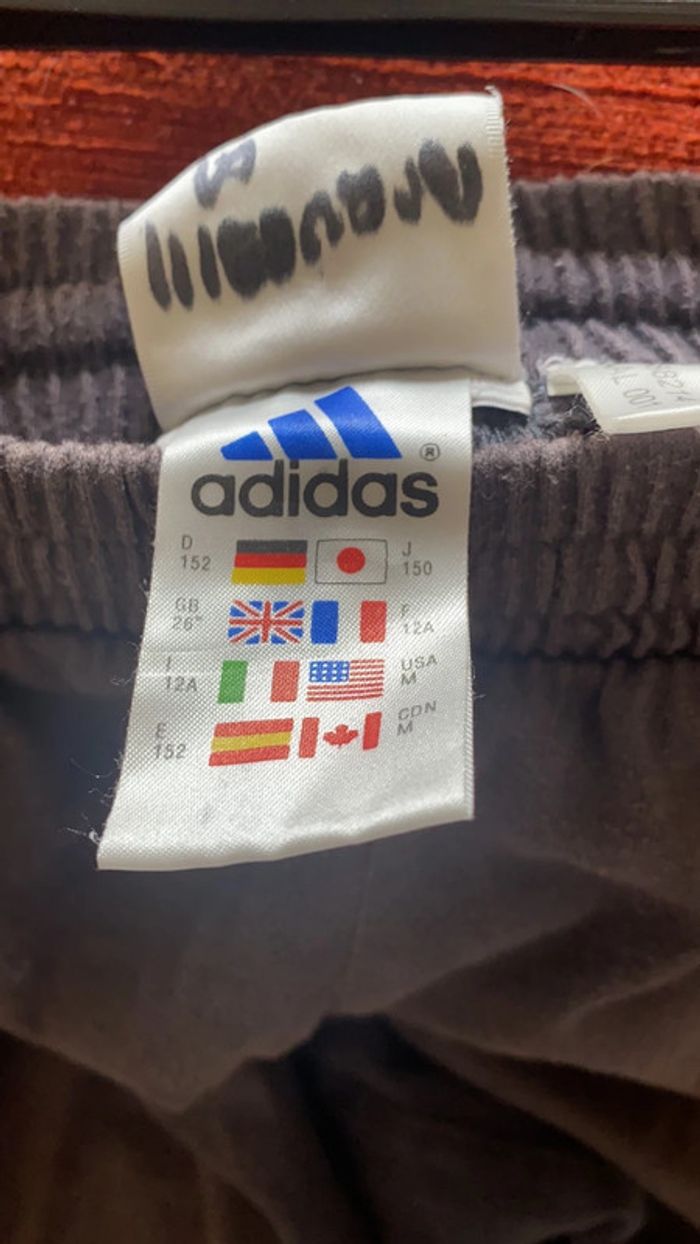 adidas ®
D
152
J
150
GB
26"
F
12A
I
12A
USA
M
E
152
CDN
M